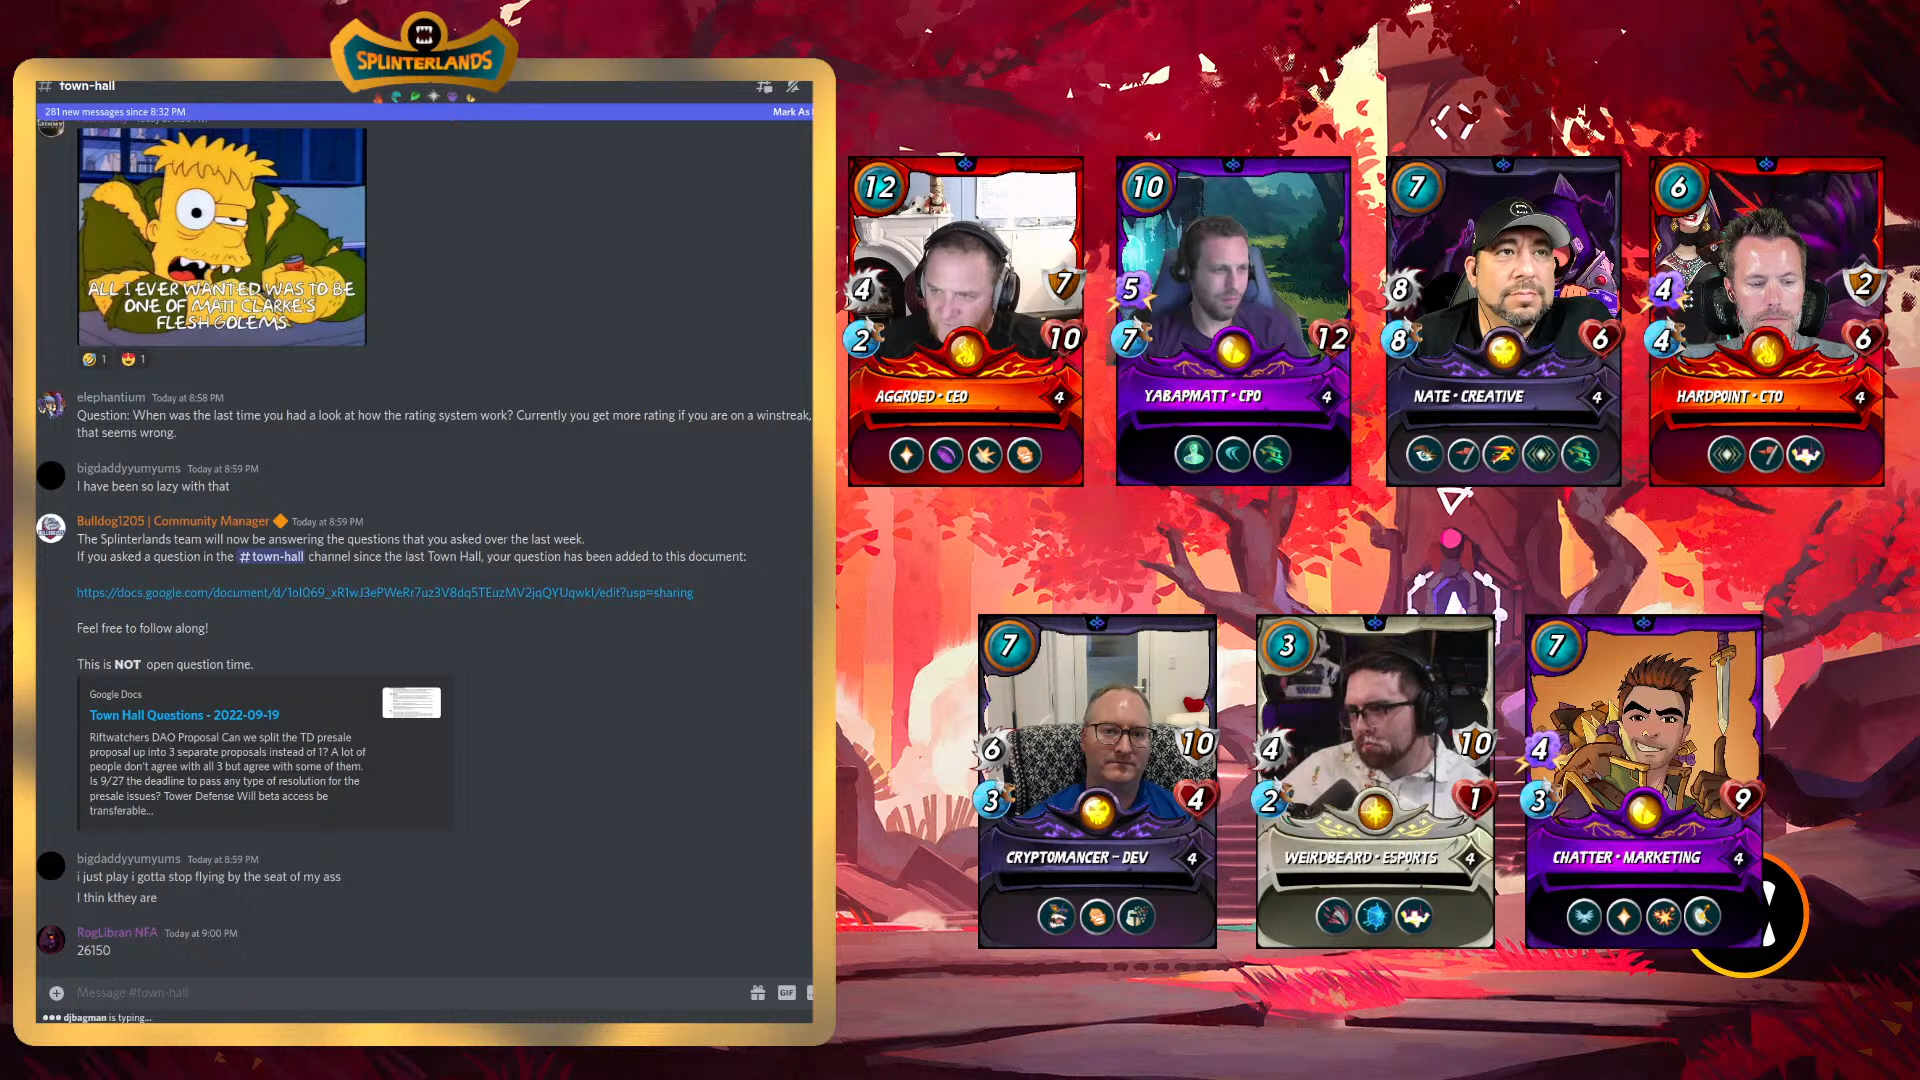 SPLINTERLANDS
# town-hall
281 new messages since 8:32 PM
Mark As
ALL I EVER WANTED WAS TO BE
ONE OF MATT CLARKE'S
FLESH GOLEMS
1
1
elephantium Today at 8:58 PM
Question: When was the last time you had a look at how the rating system work? Currently you get more rating if you are on a winstreak,
that seems wrong.
bigdaddyyumyums Today at 8:59 PM
I have been so lazy with that
Bulldog1205 | Community Manager Today at 8:59 PM
The Splinterlands team will now be answering the questions that you asked over the last week.
If you asked a question in the # town-hall channel since the last Town Hall, your question has been added to this document:
https://docs.google.com/document/d/1oI069_xR1wJ3ePWeRr7uz3V8dq5TEuzMV2jqQYUqwkI/edit?usp=sharing
Feel free to follow along!
This is NOT open question time.
Google Docs
Town Hall Questions - 2022-09-19
Riftwatchers DAO Proposal Can we split the TD presale
proposal up into 3 separate proposals instead of 1? A lot of
people don't agree with all 3 but agree with some of them.
Is 9/27 the deadline to pass any type of resolution for the
presale issues? Tower Defense Will beta access be
transferable...
bigdaddyyumyums Today at 8:59 PM
i just play i gotta stop flying by the seat of my ass
I thin kthey are
RogLibran NFA Today at 9:00 PM
26150
Message #town-hall
GIF
djbagman is typing...
12
4
7
2
10
AGGROED • CEO
4
10
5
7
12
YABAPMATT • CPO
4
7
8
8
6
NATE • CREATIVE
4
6
4
2
4
6
HARDPOINT • CTO
4
7
6
10
3
4
CRYPTOMANCER – DEV
4
3
4
10
2
1
WEIRDBEARD • ESPORTS
4
7
4
3
9
CHATTER • MARKETING
4